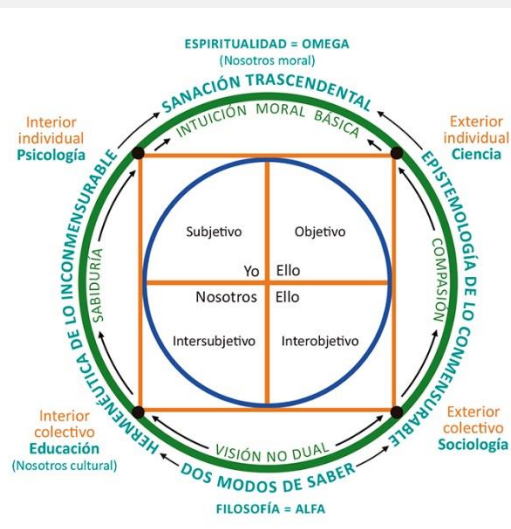 ESPIRITUALIDAD = OMEGA
(Nosotros moral)
SANACIÓN TRASCENDENTAL
INTUICIÓN MORAL BÁSICA
Interior
individual
Psicología
Exterior
individual
Ciencia
HERMENÉUTICA DE LO INCONMENSURABLE
SABIDURÍA
EPISTEMOLOGÍA DE LO CONMENSURABLE
COMPASIÓN
Subjetivo
Objetivo
Yo
Ello
Nosotros
Ello
Intersubjetivo
Interobjetivo
Interior
colectivo
Educación
(Nosotros cultural)
Exterior
colectivo
Sociología
VISIÓN NO DUAL
DOS MODOS DE SABER
FILOSOFÍA = ALFA